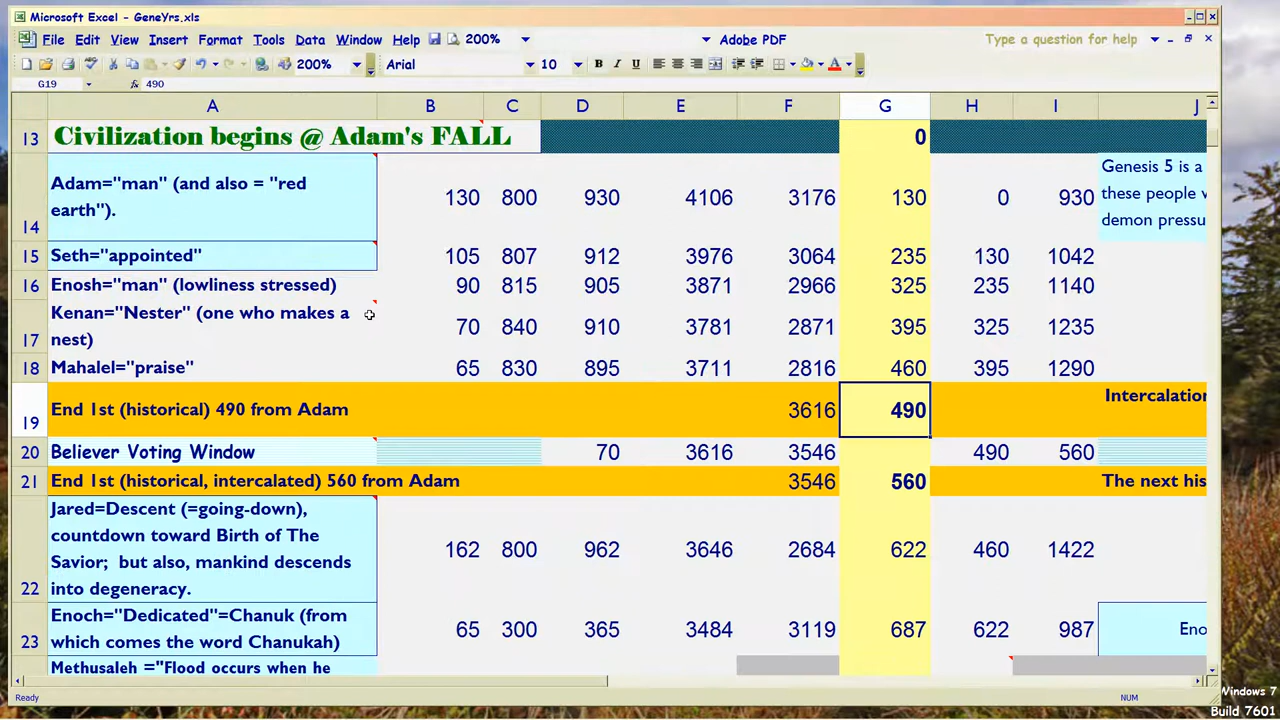 Microsoft Excel - GeneYrs.xls
File Edit View Insert Format Tools Data Window Help 200% Adobe PDF Type a question for help
200% Arial 10 B I U
G19 fx 490
A B C D E F G H I J
13 Civilization begins @ Adam's FALL 0
Adam="man" (and also = "red
earth").
14 130 800 930 4106 3176 130 0 930
Genesis 5 is a
these people
demon pressu
15 Seth="appointed" 105 807 912 3976 3064 235 130 1042
16 Enosh="man" (lowliness stressed) 90 815 905 3871 2966 325 235 1140
Kenan="Nester" (one who makes a
nest)
17 70 840 910 3781 2871 395 325 1235
18 Mahalel="praise" 65 830 895 3711 2816 460 395 1290
19 End 1st (historical) 490 from Adam 3616 490 Intercalation
20 Believer Voting Window 70 3616 3546 490 560
21 End 1st (historical, intercalated) 560 from Adam 3546 560 The next his
Jared=Descent (=going-down),
countdown toward Birth of The
Savior; but also, mankind descends
into degeneracy.
22 162 800 962 3646 2684 622 460 1422
Enoch="Dedicated"=Chanuk (from
which comes the word Chanukah)
23 65 300 365 3484 3119 687 622 987 Eno
Methusaleh ="Flood occurs when he
Ready NUM
Windows 7
Build 7601